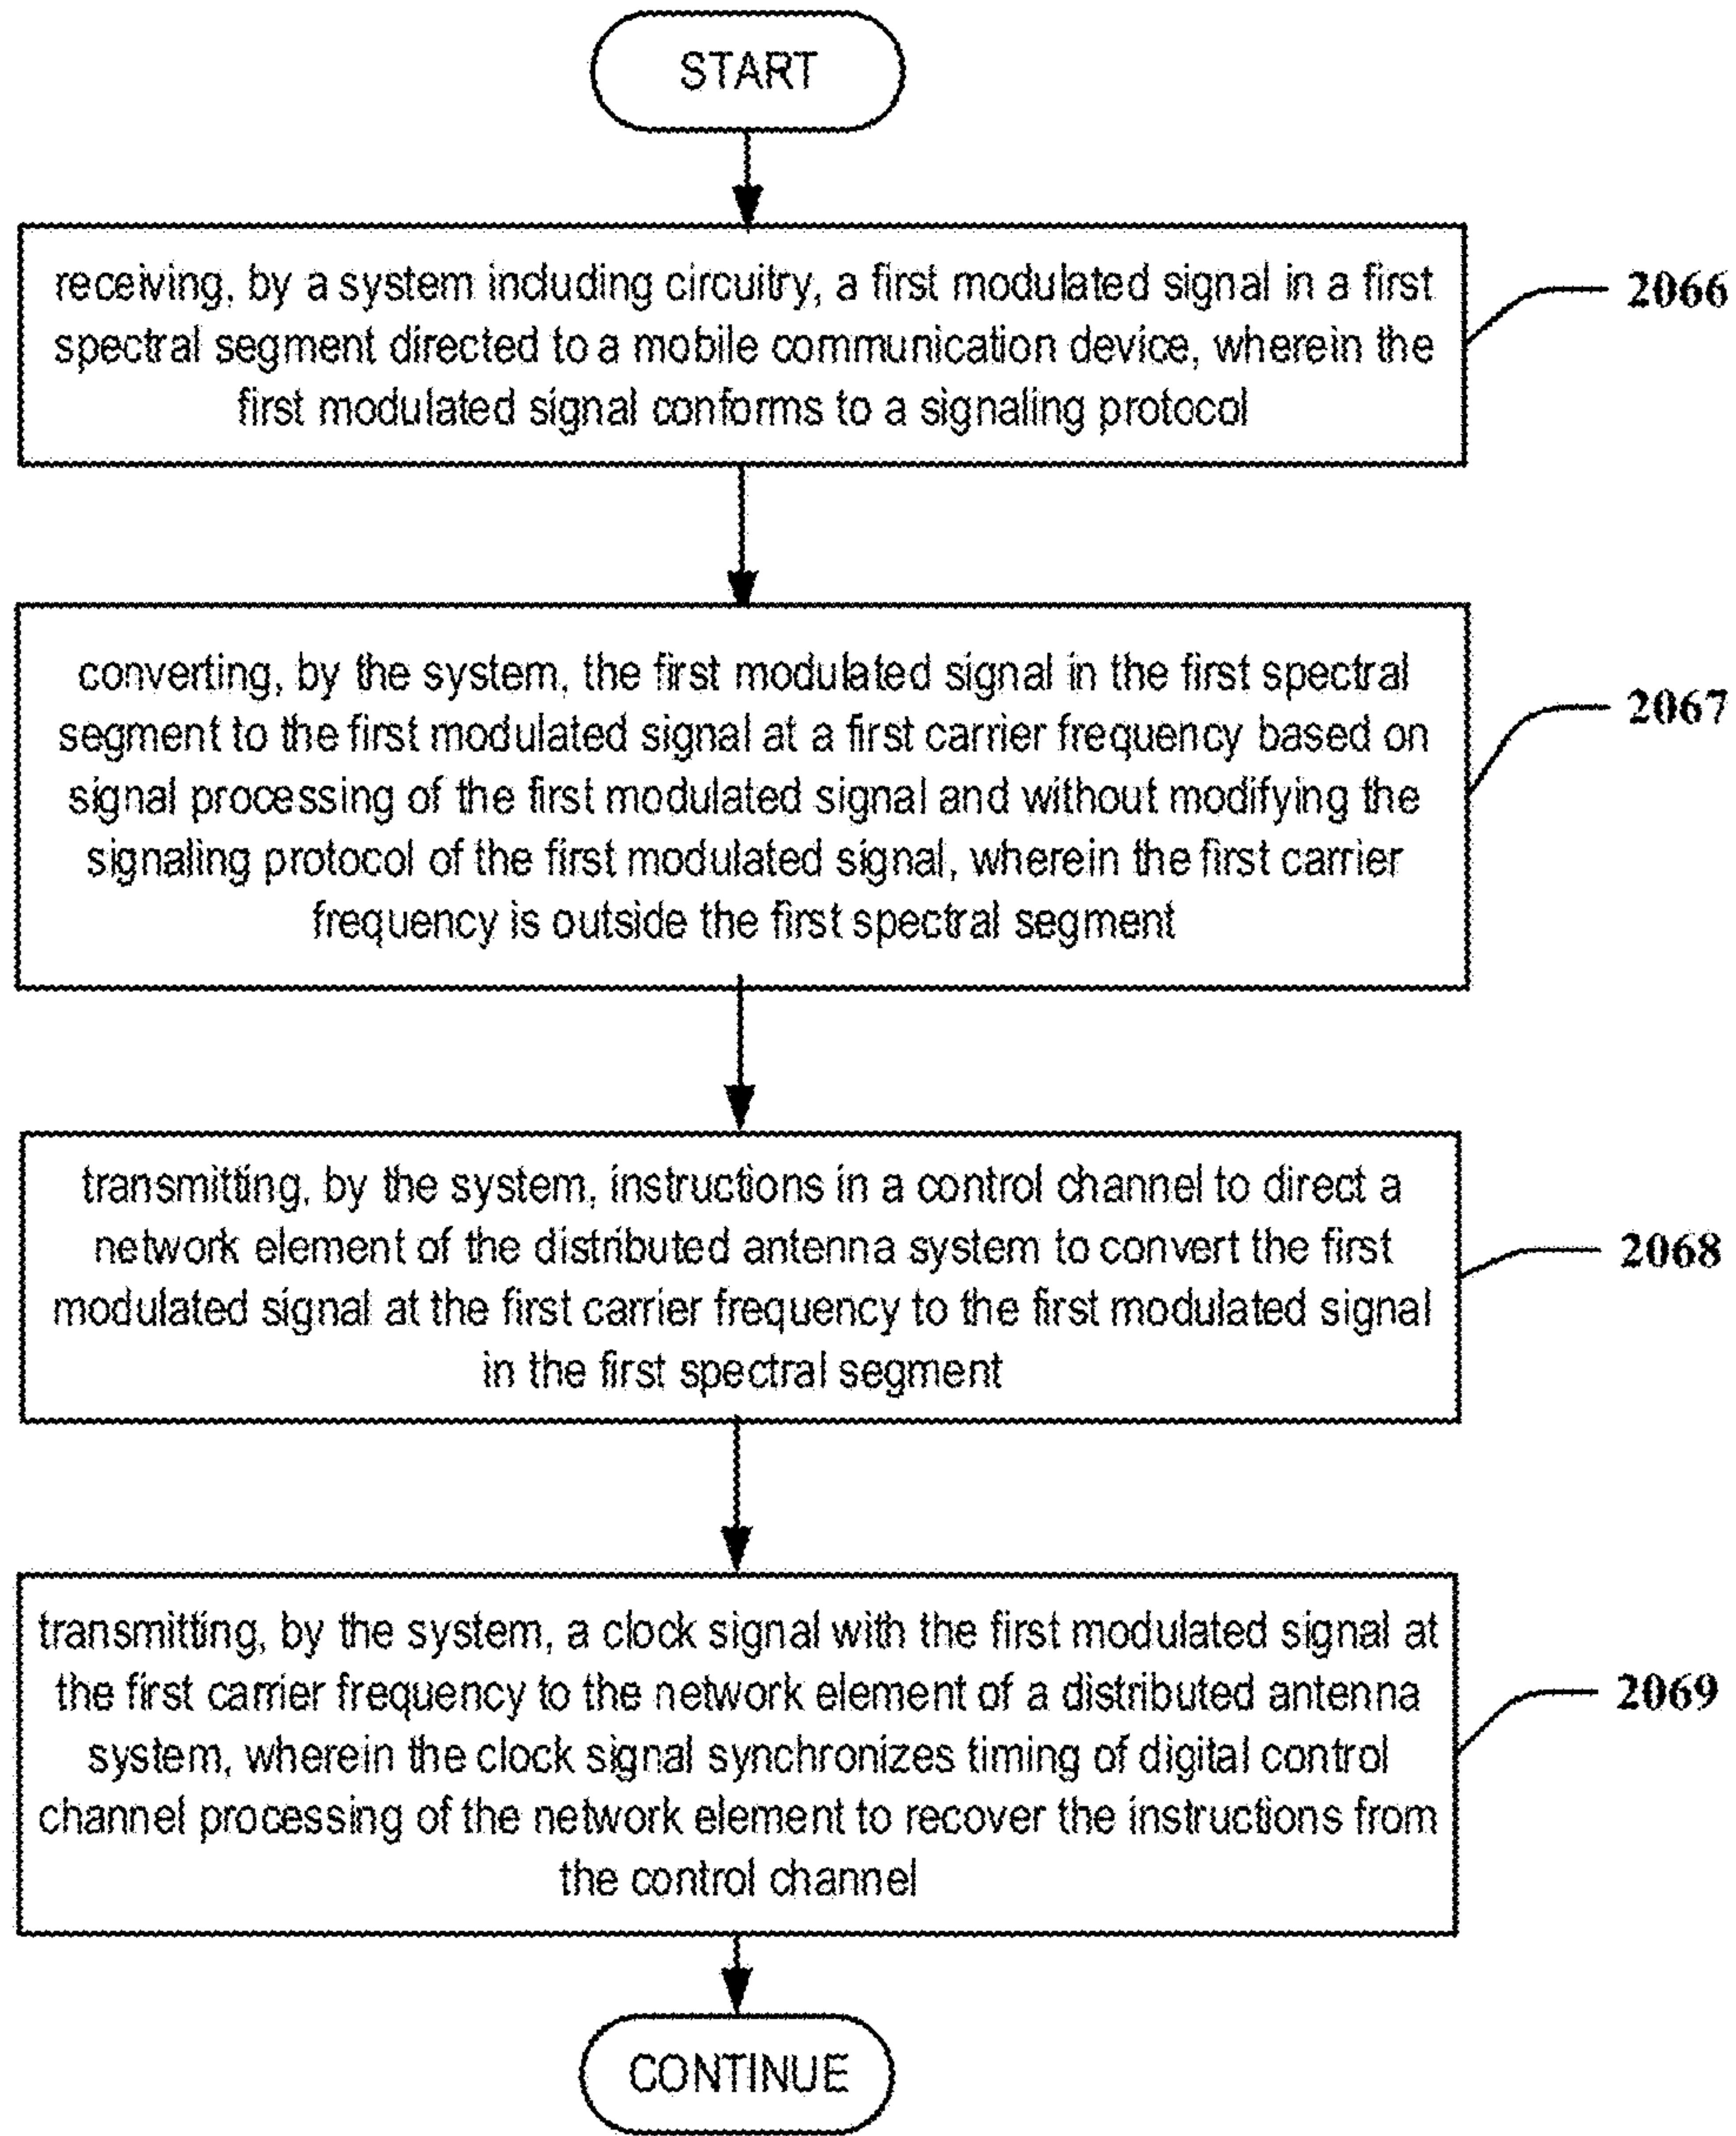 START
receiving, by a system including circuitry, a first modulated signal in a first
spectral segment directed to a mobile communication device, wherein the
first modulated signal conforms to a signaling protocol
2066
converting, by the system, the first modulated signal in the first spectral
segment to the first modulated signal at a first carrier frequency based on
signal processing of the first modulated signal and without modifying the
signaling protocol of the first modulated signal, wherein the first carrier
frequency is outside the first spectral segment
2067
transmitting, by the system, instructions in a control channel to direct a
network element of the distributed antenna system to convert the first
modulated signal at the first carrier frequency to the first modulated signal
in the first spectral segment
2068
transmitting, by the system, a clock signal with the first modulated signal at
the first carrier frequency to the network element of a distributed antenna
system, wherein the clock signal synchronizes timing of digital control
channel processing of the network element to recover the instructions from
the control channel
2069
CONTINUE